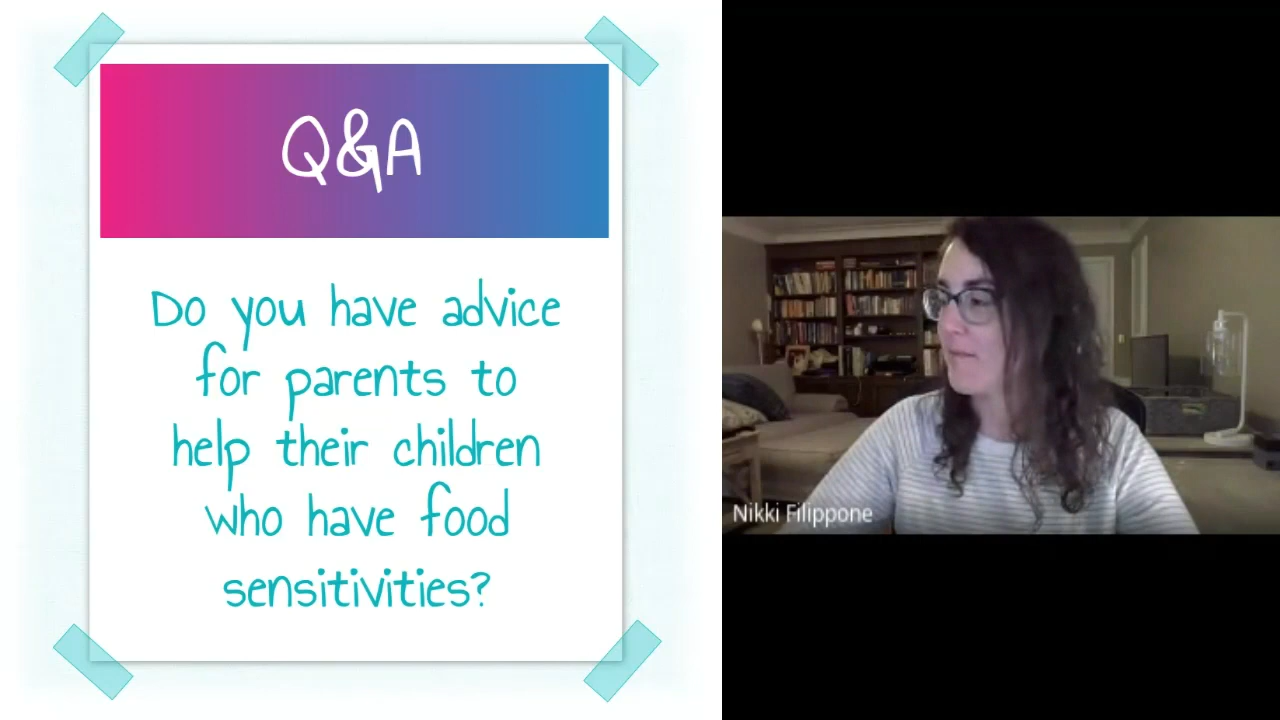 Q&A
Do you have advice
for parents to
help their children
who have food
sensitivities?
Nikki Filippone